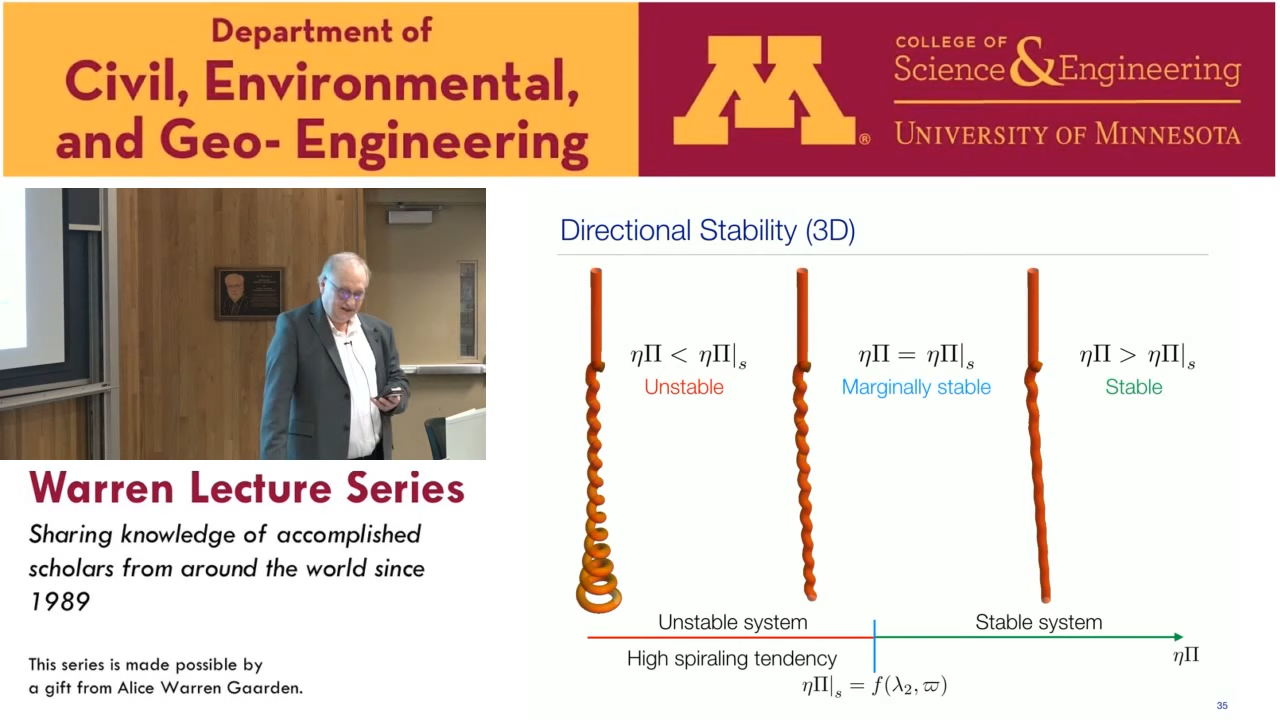 Department of
Civil, Environmental,
and Geo- Engineering
COLLEGE OF
Science & Engineering
UNIVERSITY OF MINNESOTA
M®
Directional Stability (3D)
ηΠ < ηΠ|ₛ
Unstable
ηΠ = ηΠ|ₛ
Marginally stable
ηΠ > ηΠ|ₛ
Stable
Unstable system
Stable system
High spiraling tendency
ηΠ
ηΠ|ₛ = f(λ₂, ϖ)
35
Warren Lecture Series
Sharing knowledge of accomplished
scholars from around the world since
1989
This series is made possible by
a gift from Alice Warren Gaarden.